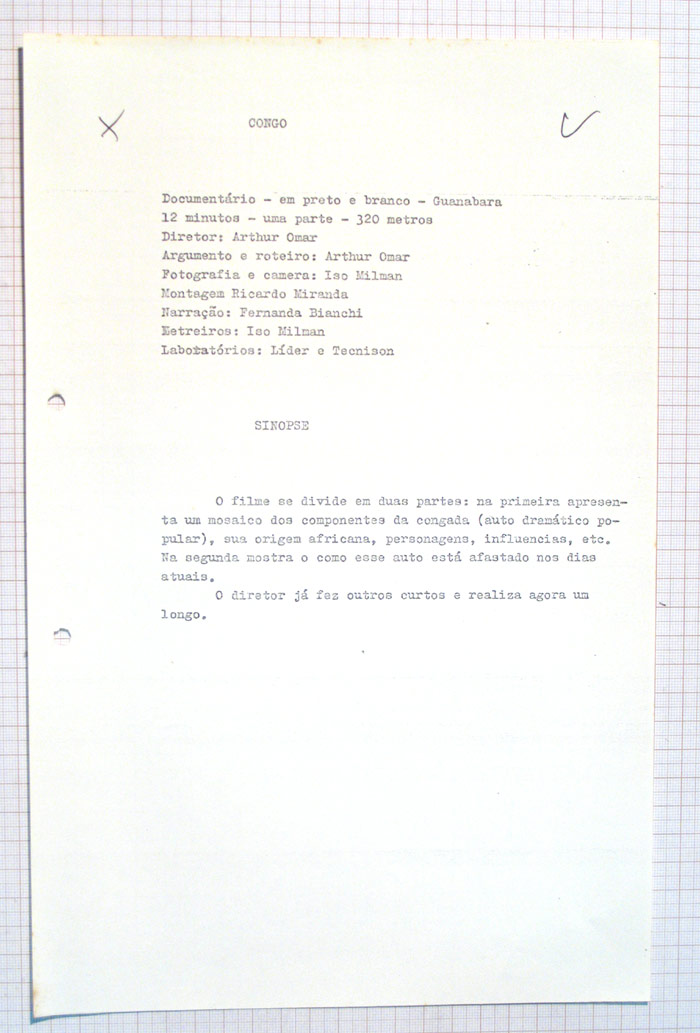 CONGO
Documentário - em preto e branco - Guanabara
12 minutos - uma parte - 320 metros
Diretor: Arthur Omar
Argumento e roteiro: Arthur Omar
Fotografia e camera: Iso Milman
Montagem Ricardo Miranda
Narração: Fernanda Bianchi
Letreiros: Iso Milman
Laboratórios: Líder e Tecnison
SINOPSE
O filme se divide em duas partes: na primeira apresen-
ta um mosaico dos componentes da congada (auto dramático po-
pular), sua origem africana, personagens, influencias, etc.
Na segunda mostra o como esse auto está afastado nos dias
atuais.
O diretor já fez outros curtos e realiza agora um
longo.